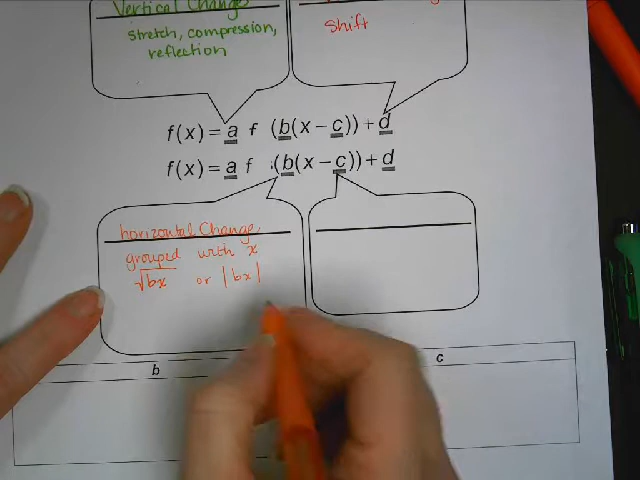 Vertical Change
stretch, compression,
reflection
shift
f(x) = a f (b(x − c)) + d
f(x) = a f (b(x − c)) + d
horizontal Change
grouped with x
√bx or |bx|
b
c